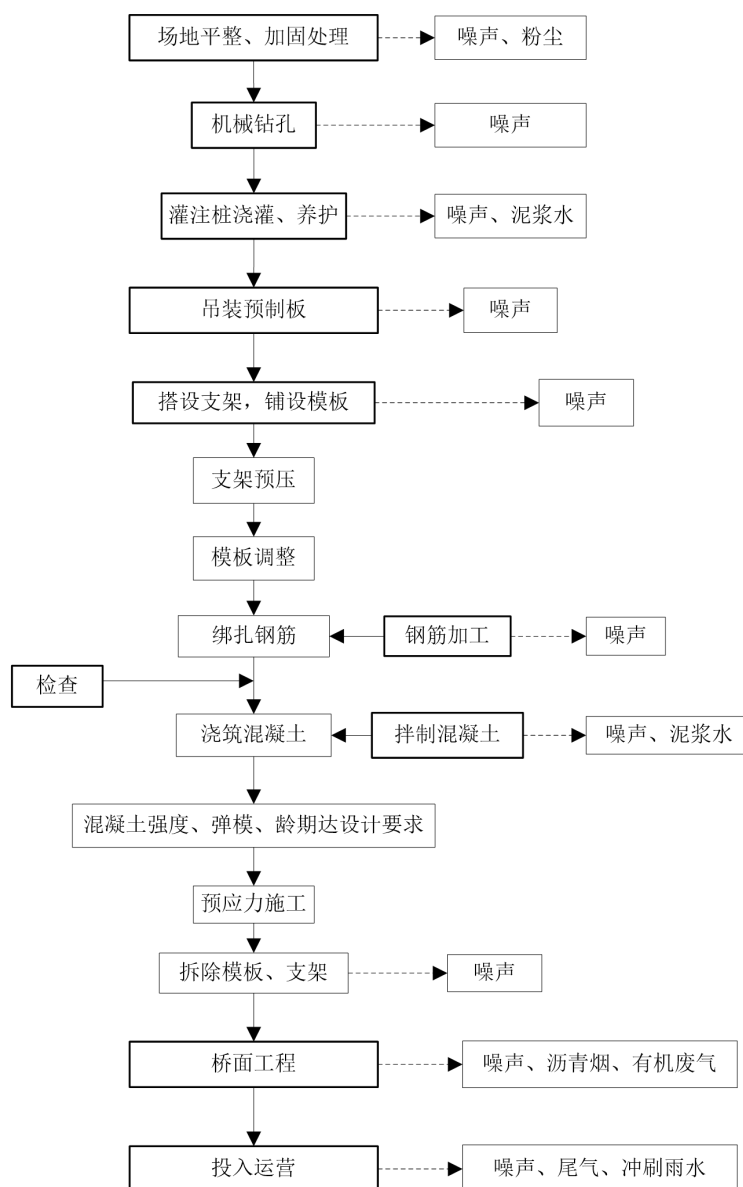 场地平整、加固处理
噪声、粉尘
机械钻孔
噪声
灌注桩浇灌、养护
噪声、泥浆水
吊装预制板
噪声
搭设支架，铺设模板
噪声
支架预压
模板调整
绑扎钢筋
钢筋加工
噪声
检查
浇筑混凝土
拌制混凝土
噪声、泥浆水
混凝土强度、弹模、龄期达设计要求
预应力施工
拆除模板、支架
噪声
桥面工程
噪声、沥青烟、有机废气
投入运营
噪声、尾气、冲刷雨水